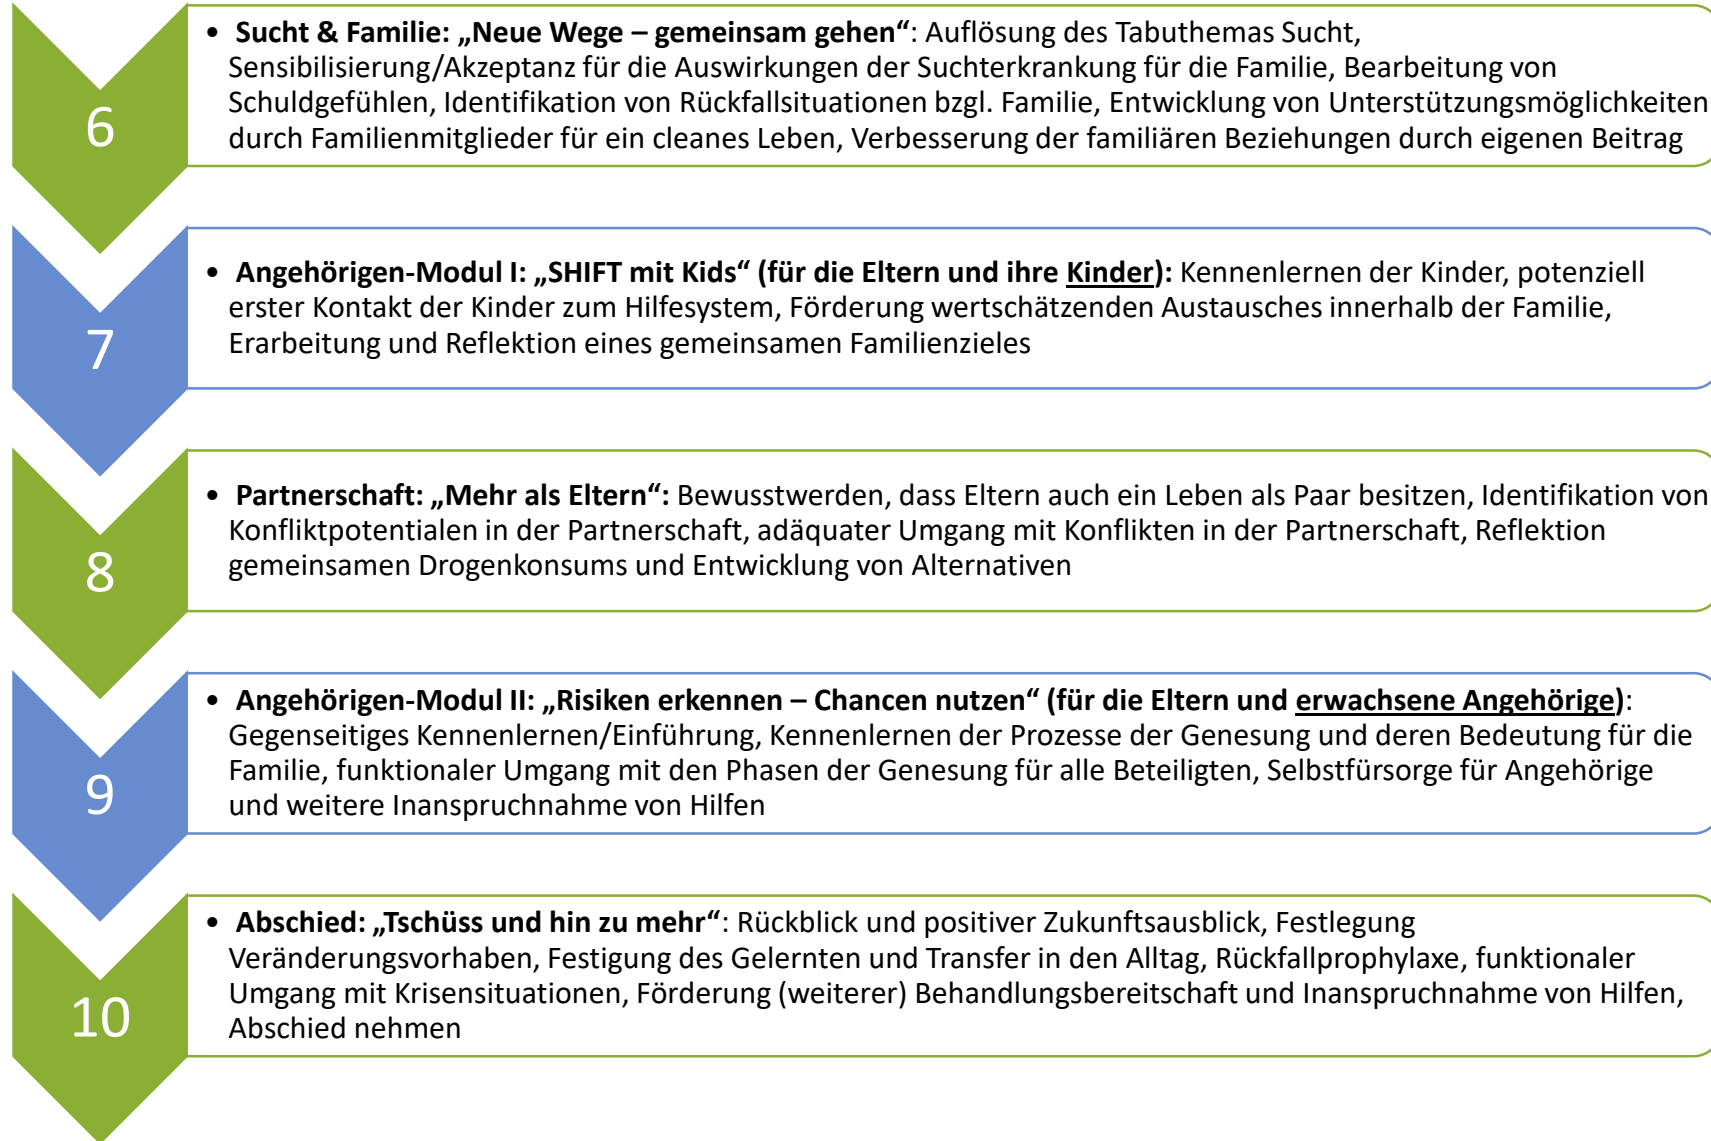 6
• Sucht & Familie: „Neue Wege – gemeinsam gehen“: Auflösung des Tabuthemas Sucht,
Sensibilisierung/Akzeptanz für die Auswirkungen der Suchterkrankung für die Familie, Bearbeitung von
Schuldgefühlen, Identifikation von Rückfallsituationen bzgl. Familie, Entwicklung von Unterstützungsmöglichkeiten
durch Familienmitglieder für ein cleanes Leben, Verbesserung der familiären Beziehungen durch eigenen Beitrag
7
• Angehörigen-Modul I: „SHIFT mit Kids“ (für die Eltern und ihre Kinder): Kennenlernen der Kinder, potenziell
erster Kontakt der Kinder zum Hilfesystem, Förderung wertschätzenden Austausches innerhalb der Familie,
Erarbeitung und Reflektion eines gemeinsamen Familienzieles
8
• Partnerschaft: „Mehr als Eltern“: Bewusstwerden, dass Eltern auch ein Leben als Paar besitzen, Identifikation von
Konfliktpotentialen in der Partnerschaft, adäquater Umgang mit Konflikten in der Partnerschaft, Reflektion
gemeinsamen Drogenkonsums und Entwicklung von Alternativen
9
• Angehörigen-Modul II: „Risiken erkennen – Chancen nutzen“ (für die Eltern und erwachsene Angehörige):
Gegenseitiges Kennenlernen/Einführung, Kennenlernen der Prozesse der Genesung und deren Bedeutung für die
Familie, funktionaler Umgang mit den Phasen der Genesung für alle Beteiligten, Selbstfürsorge für Angehörige
und weitere Inanspruchnahme von Hilfen
10
• Abschied: „Tschüss und hin zu mehr“: Rückblick und positiver Zukunftsausblick, Festlegung
Veränderungsvorhaben, Festigung des Gelernten und Transfer in den Alltag, Rückfallprophylaxe, funktionaler
Umgang mit Krisensituationen, Förderung (weiterer) Behandlungsbereitschaft und Inanspruchnahme von Hilfen,
Abschied nehmen